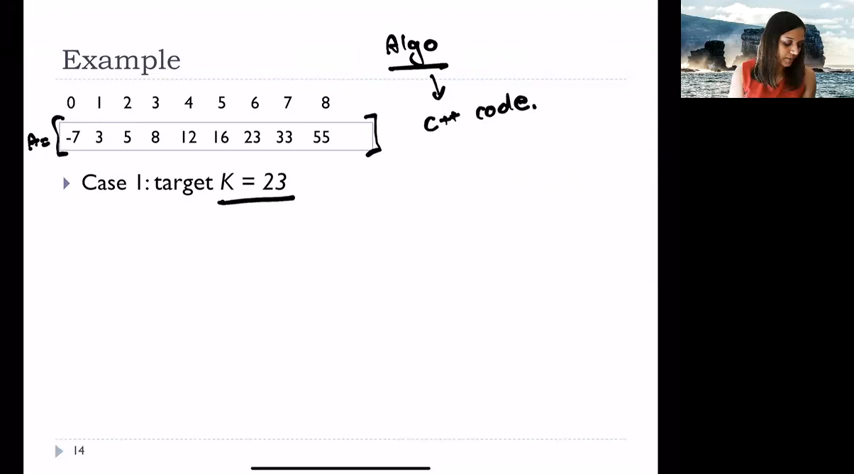 Example
Algo
C++ code.
0 1 2 3 4 5 6 7 8
-7 3 5 8 12 16 23 33 55
Case 1: target K = 23
14